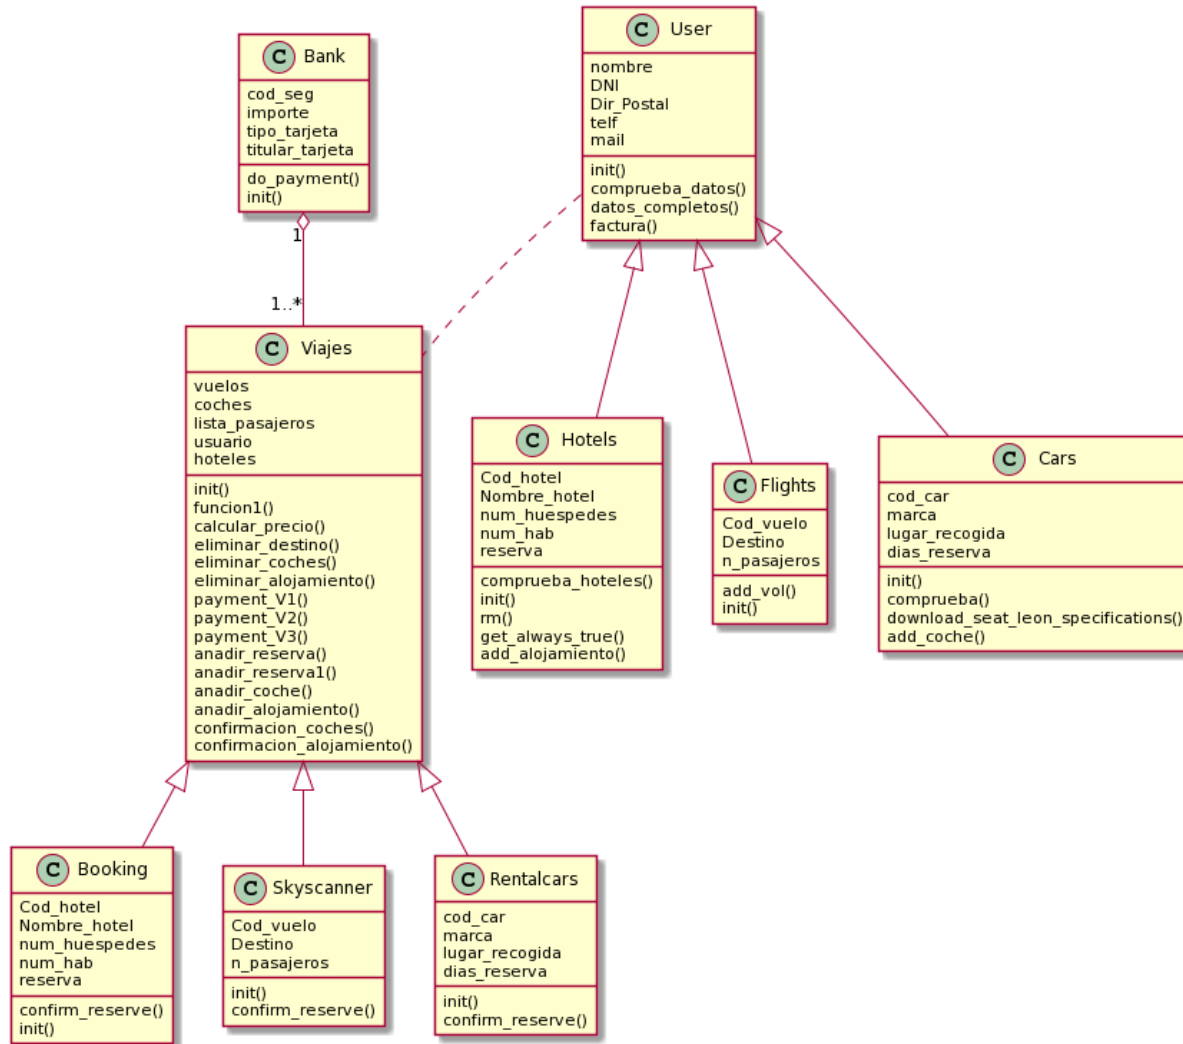 C Bank
cod_seg
importe
tipo_tarjeta
titular_tarjeta
do_payment()
init()
C User
nombre
DNI
Dir_Postal
telf
mail
init()
comprueba_datos()
datos_completos()
factura()
1
1..*
C Viajes
vuelos
coches
lista_pasajeros
usuario
hoteles
init()
funcion1()
calcular_precio()
eliminar_destino()
eliminar_coches()
eliminar_alojamiento()
payment_V1()
payment_V2()
payment_V3()
anadir_reserva()
anadir_reserva1()
anadir_coche()
anadir_alojamiento()
confirmacion_coches()
confirmacion_alojamiento()
C Hotels
Cod_hotel
Nombre_hotel
num_huespedes
num_hab
reserva
comprueba_hoteles()
init()
rm()
get_always_true()
add_alojamiento()
C Flights
Cod_vuelo
Destino
n_pasajeros
add_vol()
init()
C Cars
cod_car
marca
lugar_recogida
dias_reserva
init()
comprueba()
download_seat_leon_specifications()
add_coche()
C Booking
Cod_hotel
Nombre_hotel
num_huespedes
num_hab
reserva
confirm_reserve()
init()
C Skyscanner
Cod_vuelo
Destino
n_pasajeros
init()
confirm_reserve()
C Rentalcars
cod_car
marca
lugar_recogida
dias_reserva
init()
confirm_reserve()